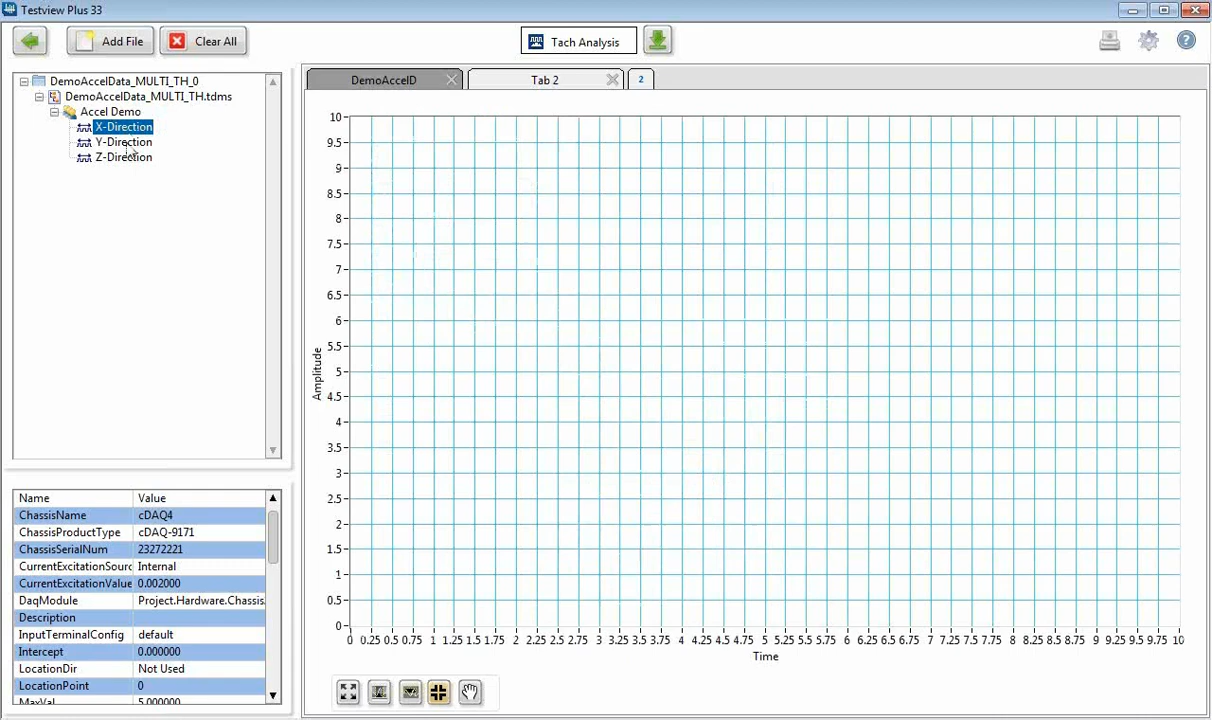 Testview Plus 33
Add File
Clear All
Tach Analysis
DemoAccelData_MULTI_TH_0
DemoAccelData_MULTI_TH.tdms
Accel Demo
X-Direction
Y-Direction
Z-Direction
DemoAccelD
Tab 2
2
10
9.5
9
8.5
8
7.5
7
6.5
6
5.5
5
4.5
4
3.5
3
2.5
2
1.5
1
0.5
0
Amplitude
0 0.25 0.5 0.75 1 1.25 1.5 1.75 2 2.25 2.5 2.75 3 3.25 3.5 3.75 4 4.25 4.5 4.75 5 5.25 5.5 5.75 6 6.25 6.5 6.75 7 7.25 7.5 7.75 8 8.25 8.5 8.75 9 9.25 9.5 9.75 10
Time
Name Value
ChassisName cDAQ4
ChassisProductType cDAQ-9171
ChassisSerialNum 23272221
CurrentExcitationSourc Internal
CurrentExcitationValue 0.002000
DaqModule Project.Hardware.Chassis.
Description
InputTerminalConfig default
Intercept 0.000000
LocationDir Not Used
LocationPoint 0
MaxVal 5.000000